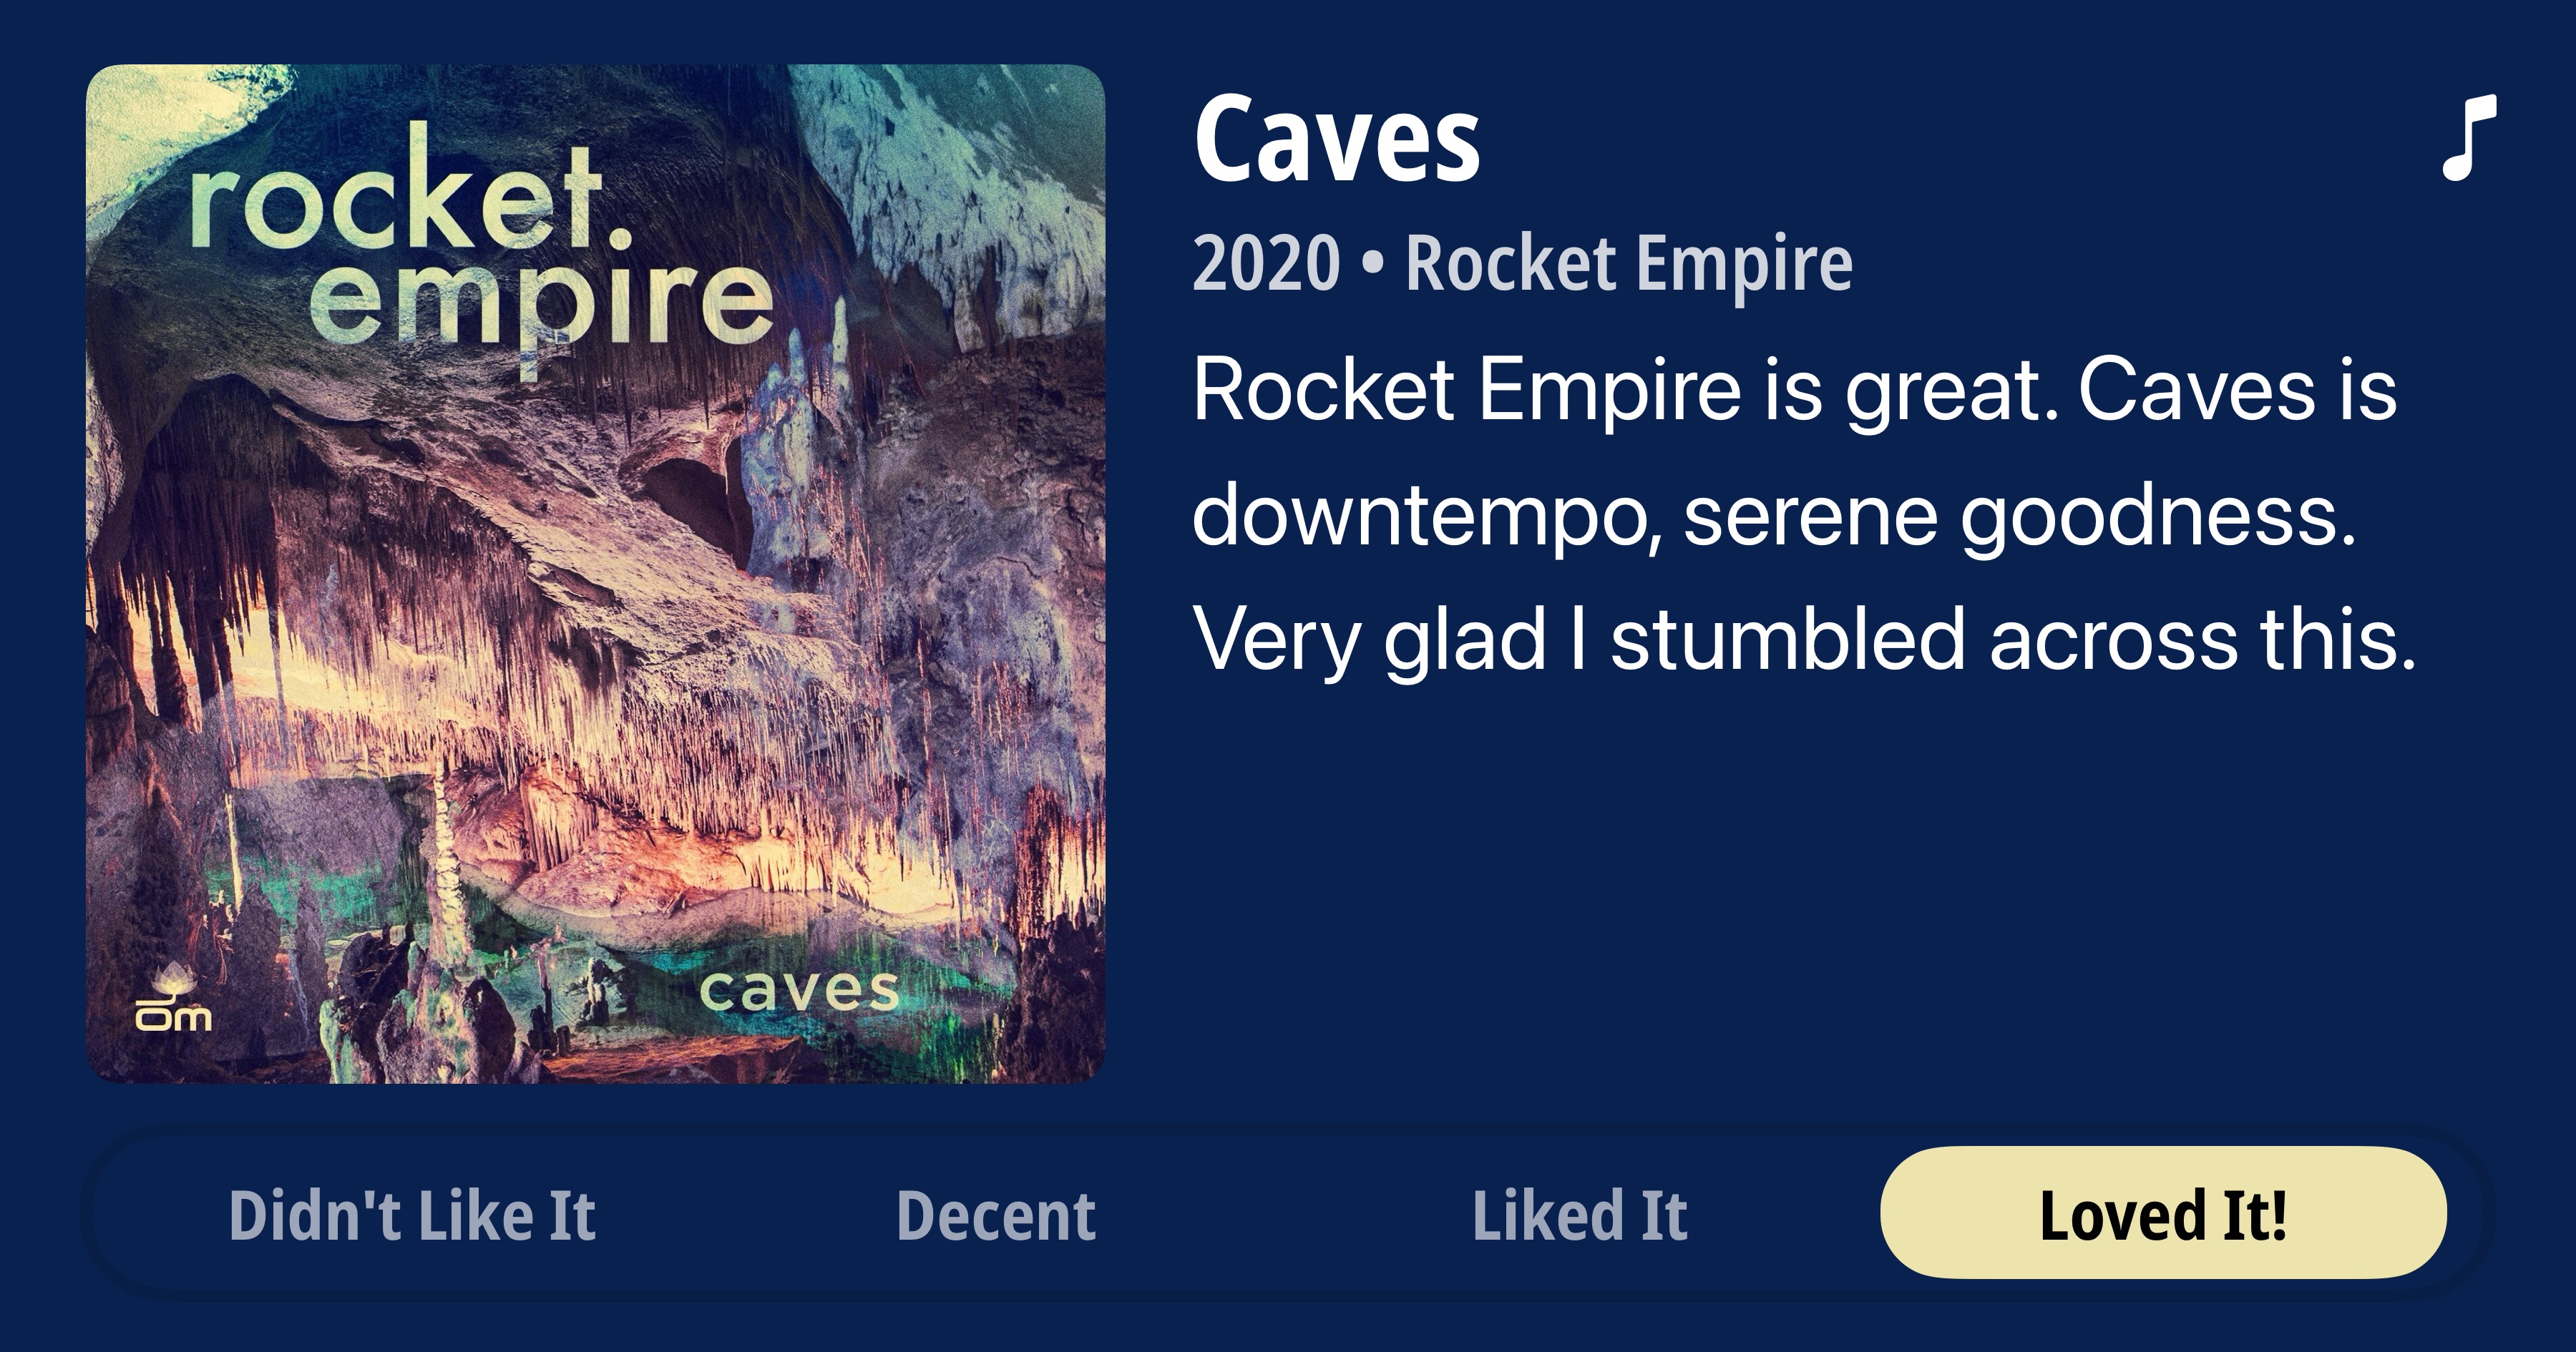 rocket.
empire
caves
om
Caves
2020 • Rocket Empire
Rocket Empire is great. Caves is
downtempo, serene goodness.
Very glad I stumbled across this.
Didn't Like It
Decent
Liked It
Loved It!